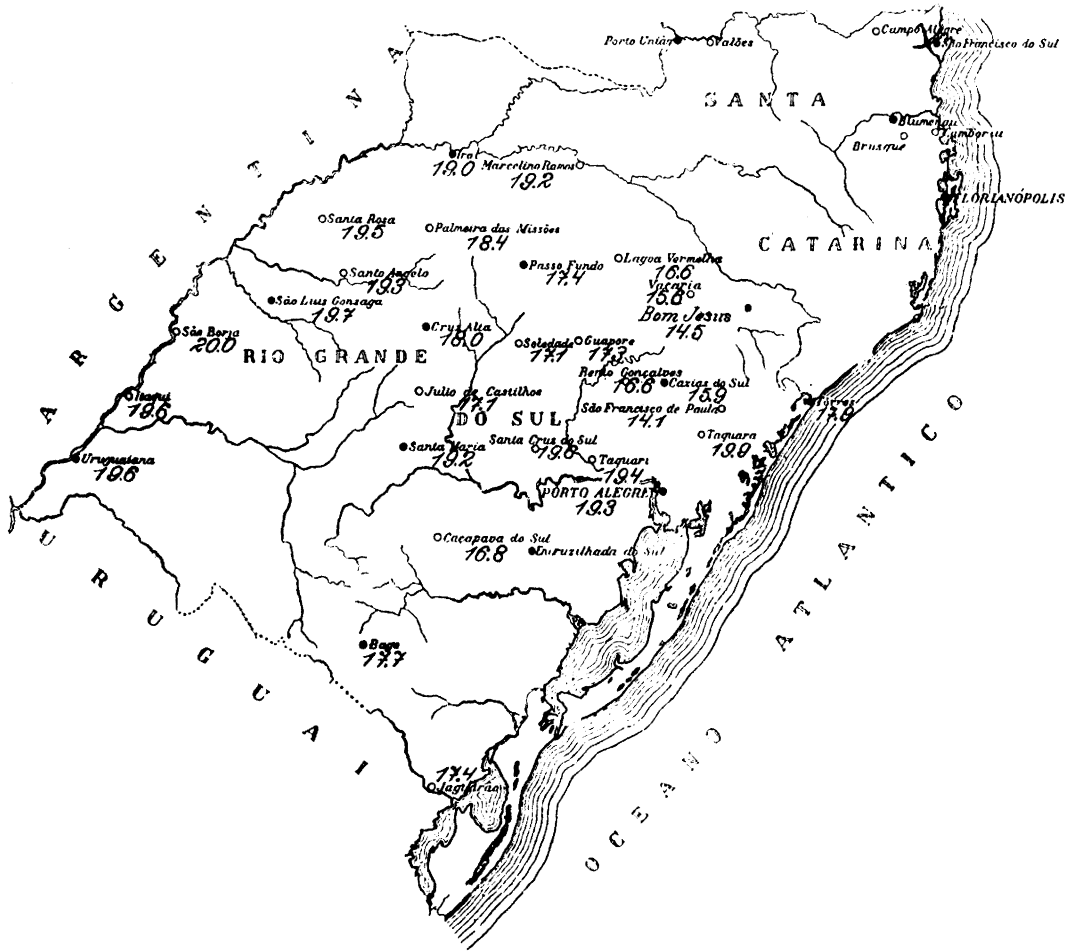 Campo Alegre
Porto União
Valões
São Francisco do Sul
SANTA
Blumenau
Camboriu
Brusque
Iraí
19.0
Marcelino Ramos
19.2
FLORIANÓPOLIS
Santa Rosa
19.5
Palmeira das Missões
18.4
CATARINA
Lagoa Vermelha
16.6
Passo Fundo
17.4
Santo Angelo
19.3
Vacaria
15.8
São Luis Gonzaga
19.7
Bom Jesus
14.5
São Borja
20.0
Cruz Alta
18.0
Soledade
17.1
Guapore
17.3
RIO GRANDE
Bento Gonçalves
16.8
Caxias do Sul
15.9
Itaqui
19.6
Julio de Castilhos
17.1
São Francisco de Paula
14.1
Torres
17.9
DO SUL
Santa Maria
19.2
Santa Cruz do Sul
19.6
Taquara
19.9
Uruguaiana
19.6
Taquari
19.4
PORTO ALEGRE
19.3
Caçapava do Sul
16.8
Encruzilhada do Sul
Bage
17.7
17.4
Jaguarão
ARGENTINA
URUGUAI
OCEANO ATLANTICO